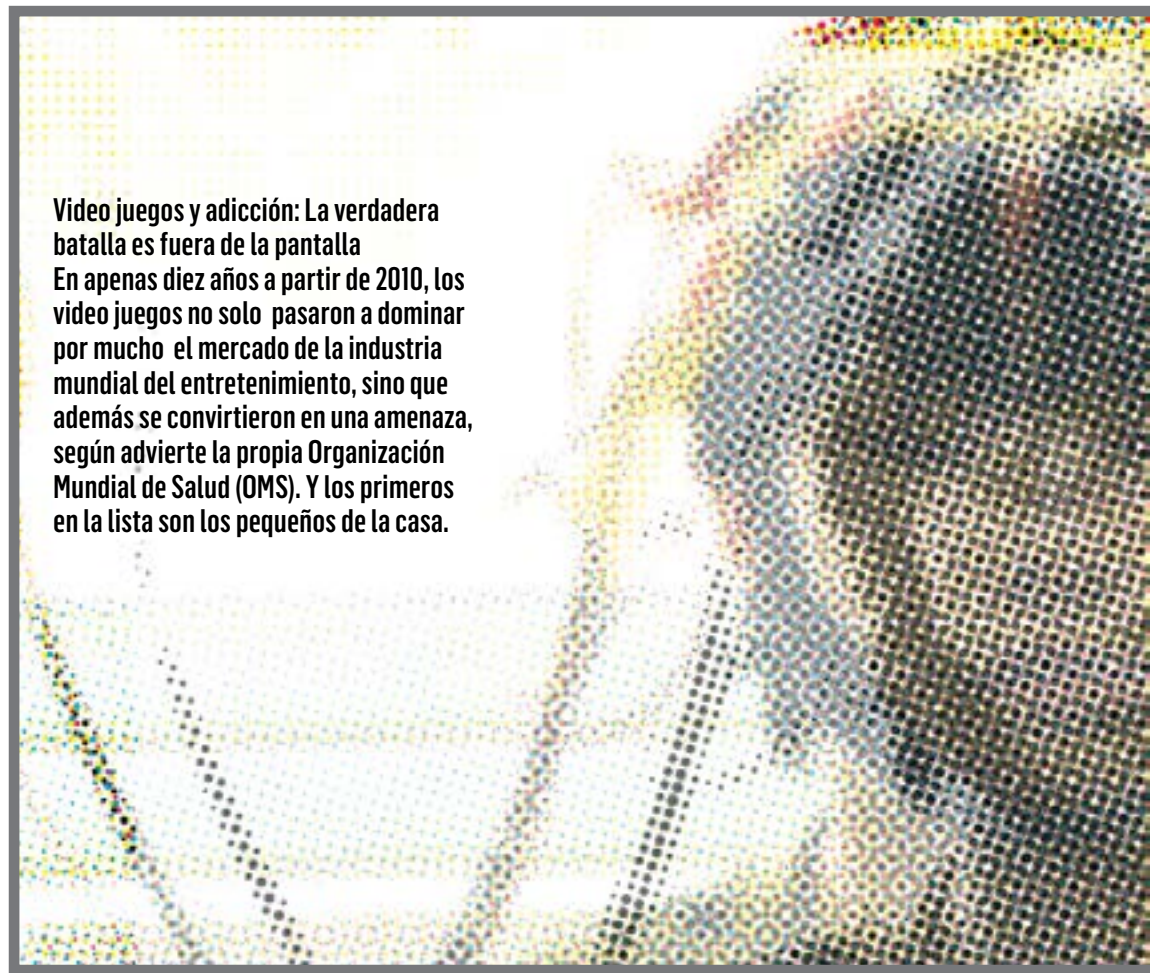 Video juegos y adicción: La verdadera
batalla es fuera de la pantalla
En apenas diez años a partir de 2010, los
video juegos no solo pasaron a dominar
por mucho el mercado de la industria
mundial del entretenimiento, sino que
además se convirtieron en una amenaza,
según advierte la propia Organización
Mundial de Salud (OMS). Y los primeros
en la lista son los pequeños de la casa.